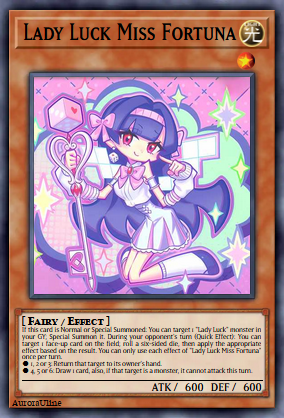 Lady Luck Miss Fortuna
光
[ Fairy / Effect ]
If this card is Normal or Special Summoned: You can target 1 "Lady Luck" monster in
your GY; Special Summon it. During your opponent's turn (Quick Effect): You can
target 1 face-up card on the field; roll a six-sided die, then apply the appropriate
effect based on the result. You can only use each effect of "Lady Luck Miss Fortuna"
once per turn.
● 1, 2 or 3: Return that target to its owner's hand.
● 4, 5 or 6: Draw 1 card, also, if that target is a monster, it cannot attack this turn.
ATK / 600 DEF / 600
AuroraUline